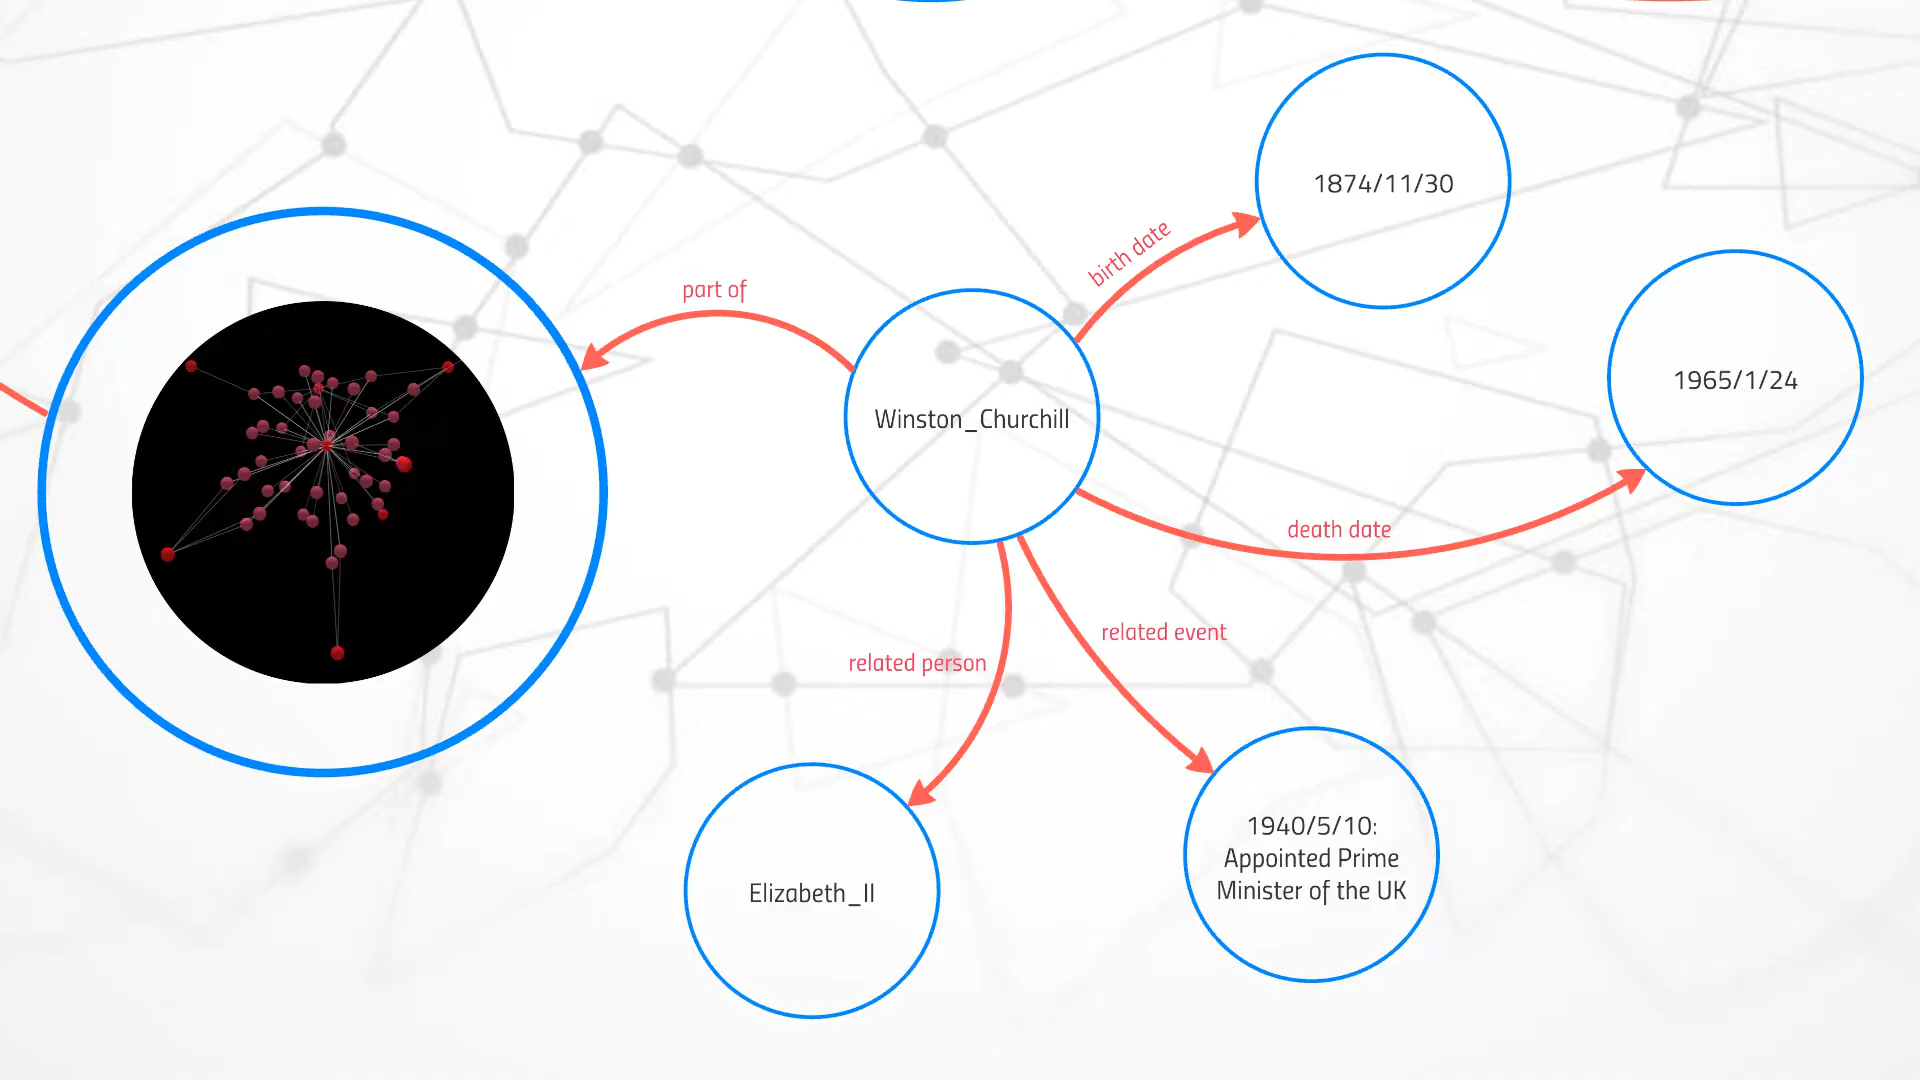 1874/11/30
birth date
part of
1965/1/24
Winston_Churchill
death date
related event
related person
1940/5/10:
Appointed Prime
Minister of the UK
Elizabeth_II